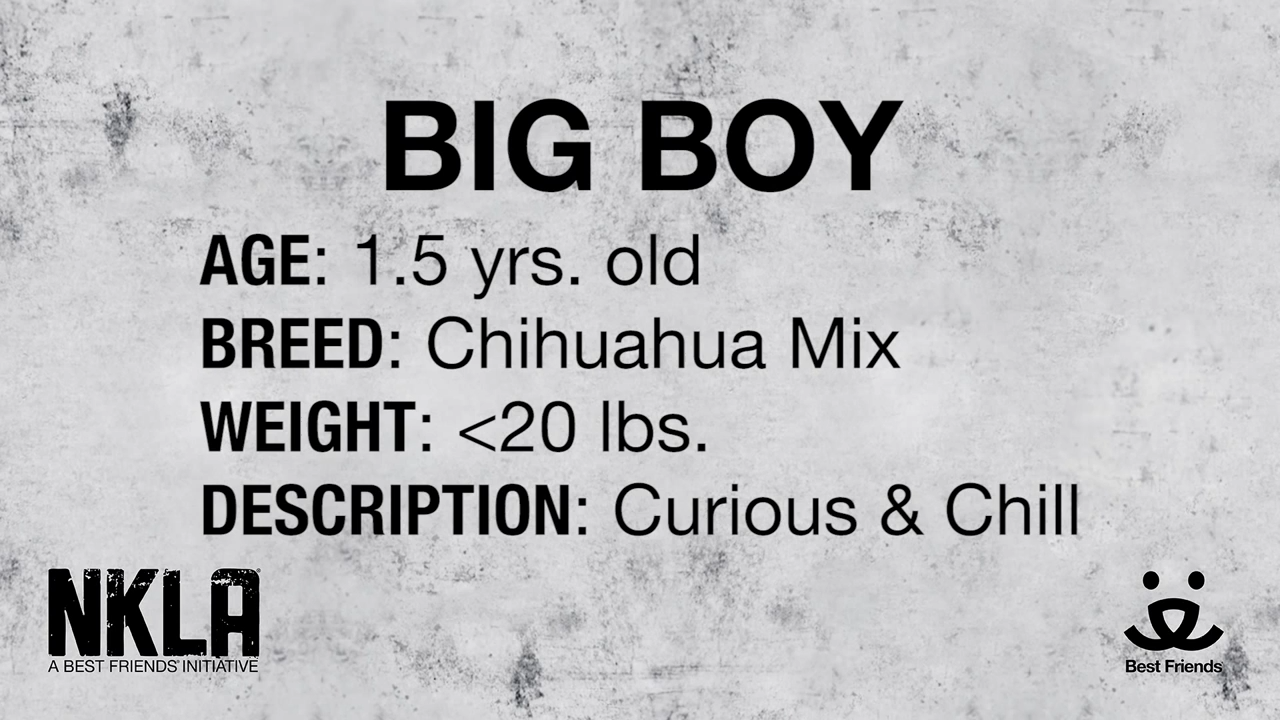 BIG BOY
AGE: 1.5 yrs. old
BREED: Chihuahua Mix
WEIGHT: <20 lbs.
DESCRIPTION: Curious & Chill
NKLA®
A BEST FRIENDS INITIATIVE
Best Friends